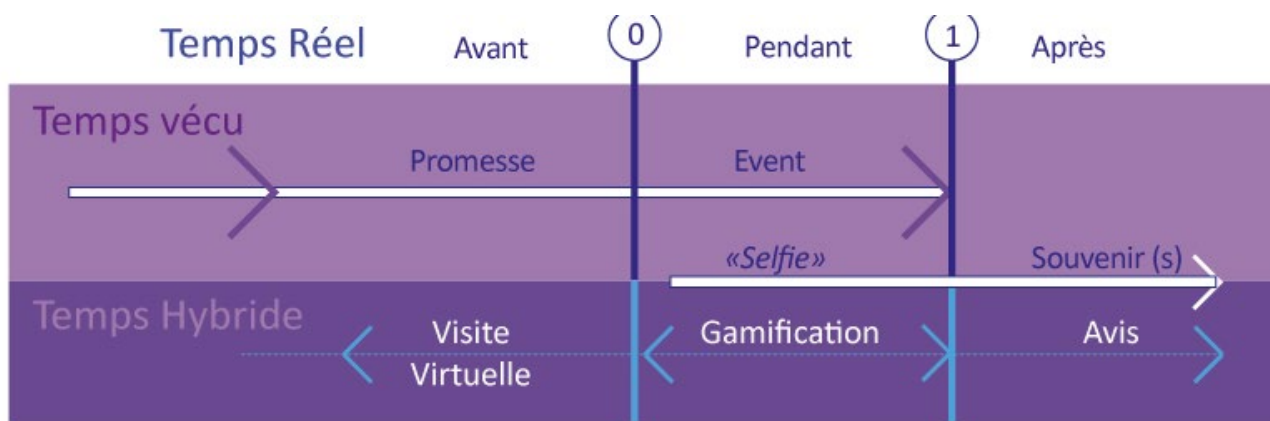 Temps Réel Avant 0 Pendant 1 Après
Temps vécu
Promesse Event
«Selfie» Souvenir (s)
Temps Hybride
Visite Gamification Avis
Virtuelle